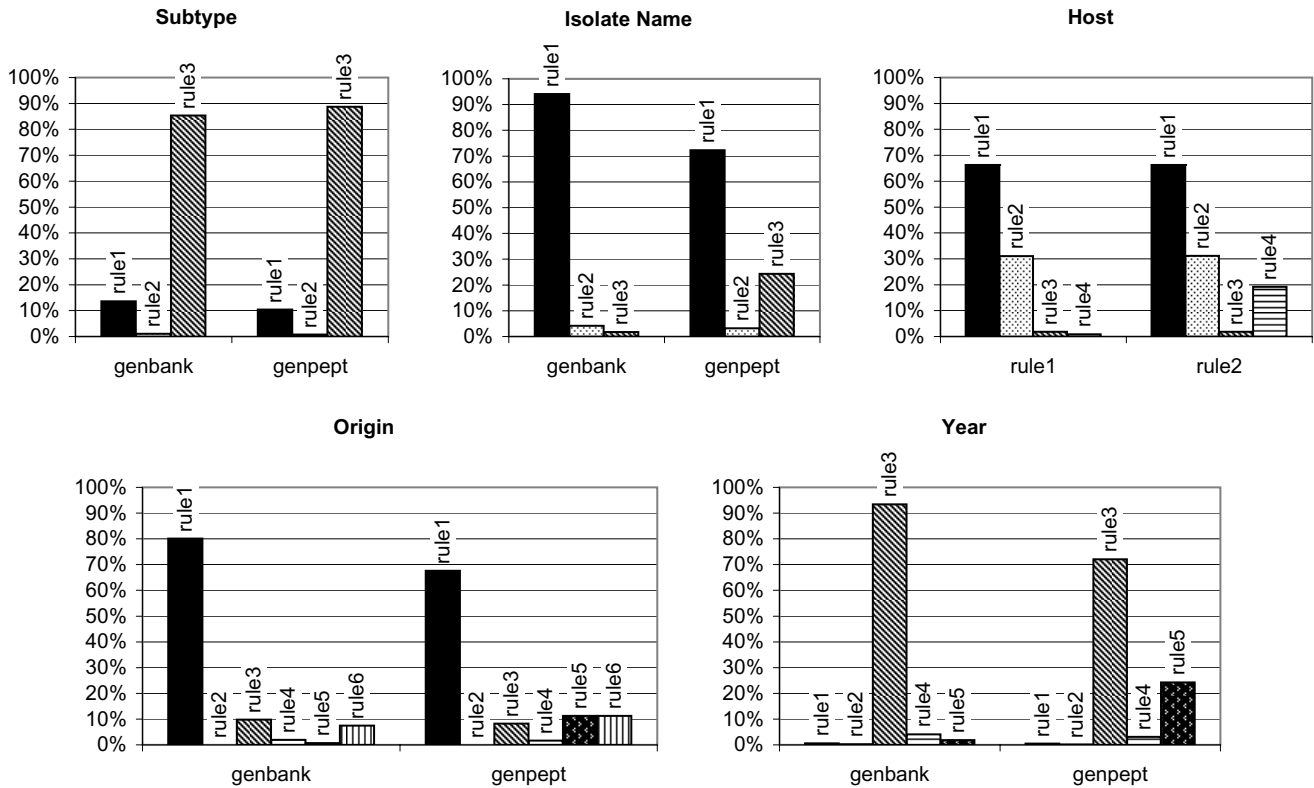 Subtype
100%
90%
80%
70%
60%
50%
40%
30%
20%
10%
0%
rule1
rule2
rule3
rule1
rule2
rule3
genbank
genpept
Isolate Name
100%
90%
80%
70%
60%
50%
40%
30%
20%
10%
0%
rule1
rule2
rule3
rule1
rule2
rule3
genbank
genpept
Host
100%
90%
80%
70%
60%
50%
40%
30%
20%
10%
0%
rule1
rule2
rule3
rule4
rule1
rule2
rule3
rule4
rule1
rule2
Origin
100%
90%
80%
70%
60%
50%
40%
30%
20%
10%
0%
rule1
rule2
rule3
rule4
rule5
rule6
rule1
rule2
rule3
rule4
rule5
rule6
genbank
genpept
Year
100%
90%
80%
70%
60%
50%
40%
30%
20%
10%
0%
rule1
rule2
rule3
rule4
rule5
rule1
rule2
rule3
rule4
rule5
genbank
genpept